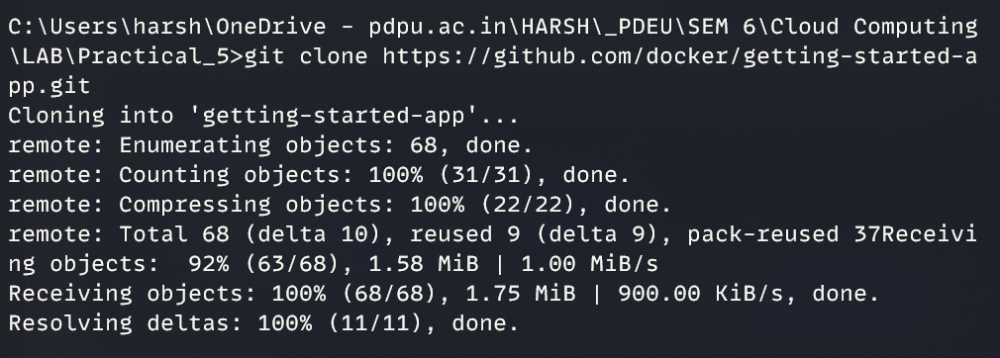 C:\Users\harsh\OneDrive - pdpu.ac.in\HARSH\_PDEU\SEM 6\Cloud Computing
\LAB\Practical_5>git clone https://github.com/docker/getting-started-a
pp.git
Cloning into 'getting-started-app'...
remote: Enumerating objects: 68, done.
remote: Counting objects: 100% (31/31), done.
remote: Compressing objects: 100% (22/22), done.
remote: Total 68 (delta 10), reused 9 (delta 9), pack-reused 37Receivi
ng objects:  92% (63/68), 1.58 MiB | 1.00 MiB/s
Receiving objects: 100% (68/68), 1.75 MiB | 900.00 KiB/s, done.
Resolving deltas: 100% (11/11), done.